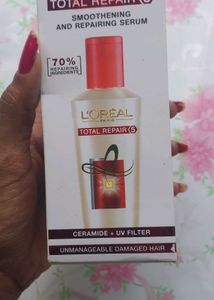 TOTAL REPAIR 5
SMOOTHENING
AND REPAIRING SERUM
70%
REPAIRING
INGREDIENTS
L'ORÉAL
PARIS
TOTAL REPAIR 5
CERAMIDE + UV FILTER
UNMANAGEABLE DAMAGED HAIR